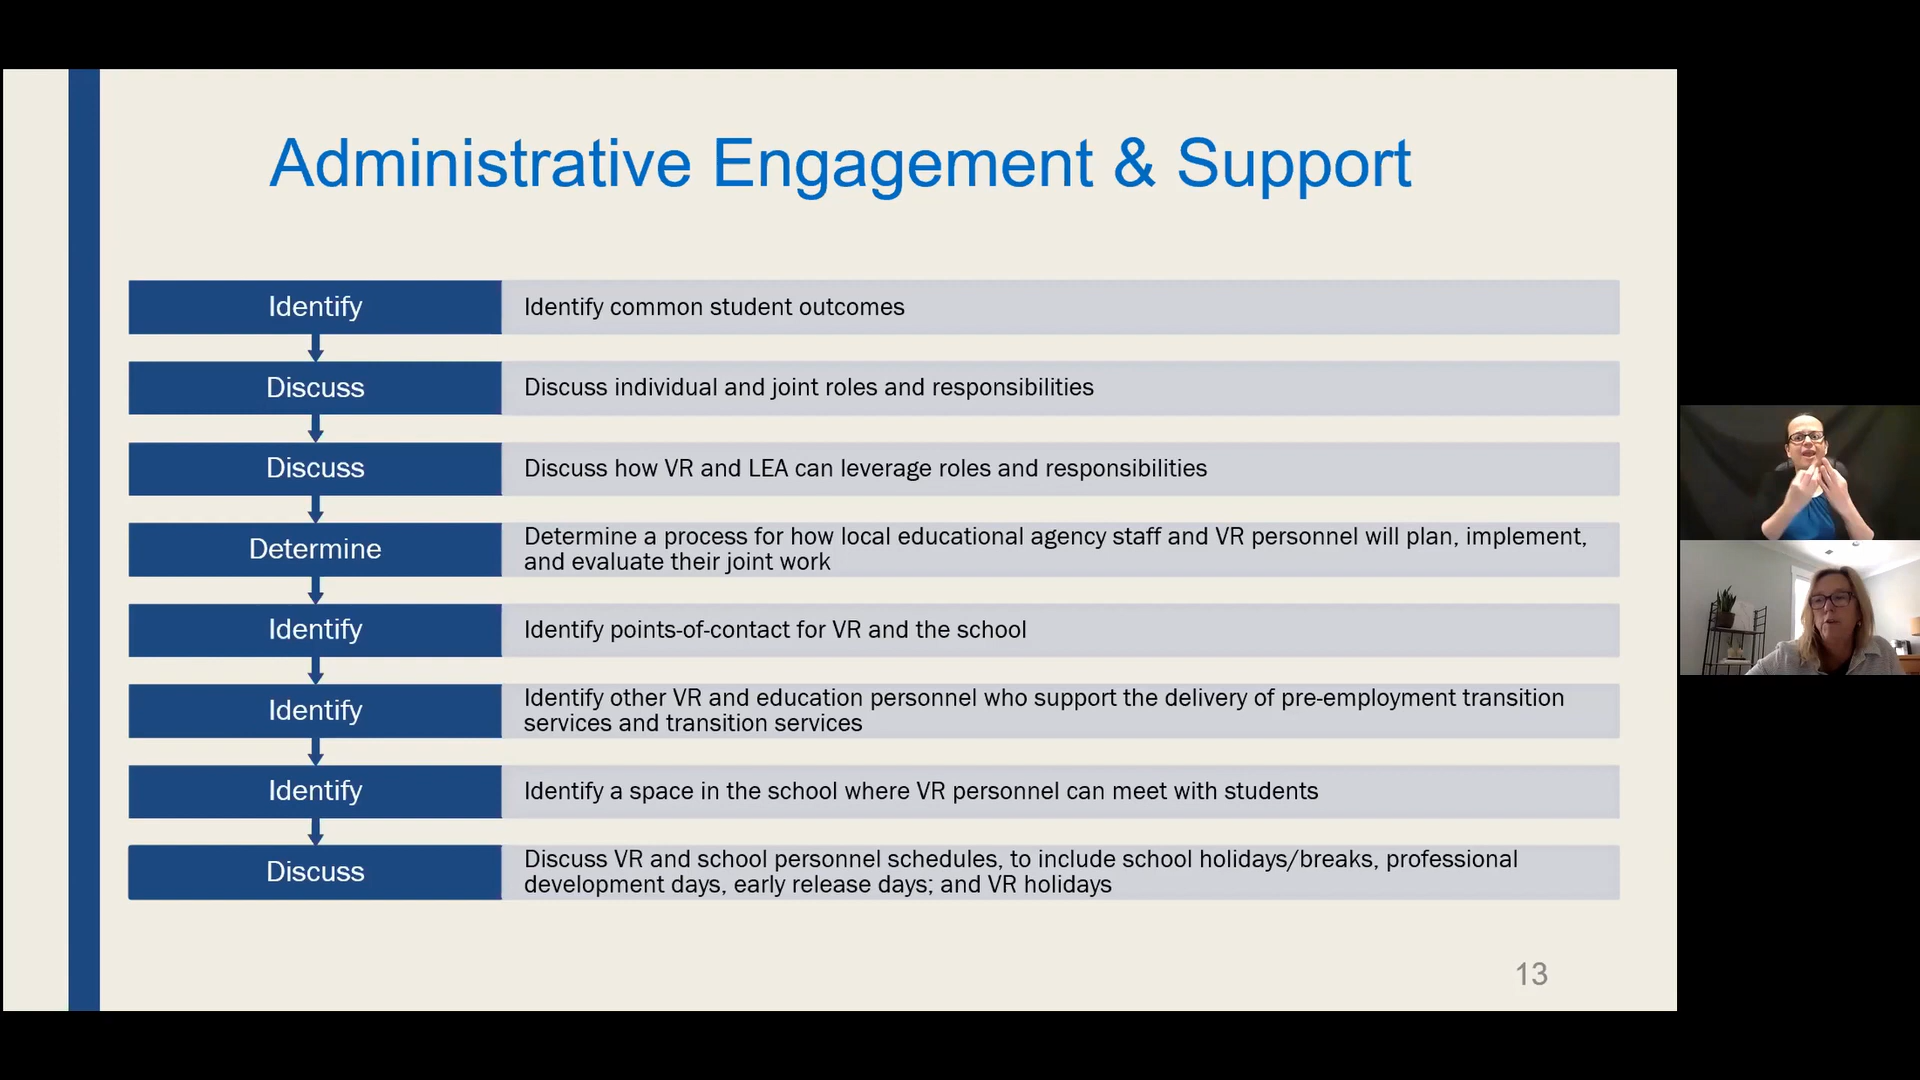 Administrative Engagement & Support
Identify
Identify common student outcomes
Discuss
Discuss individual and joint roles and responsibilities
Discuss
Discuss how VR and LEA can leverage roles and responsibilities
Determine
Determine a process for how local educational agency staff and VR personnel will plan, implement,
and evaluate their joint work
Identify
Identify points-of-contact for VR and the school
Identify
Identify other VR and education personnel who support the delivery of pre-employment transition
services and transition services
Identify
Identify a space in the school where VR personnel can meet with students
Discuss
Discuss VR and school personnel schedules, to include school holidays/breaks, professional
development days, early release days; and VR holidays
13